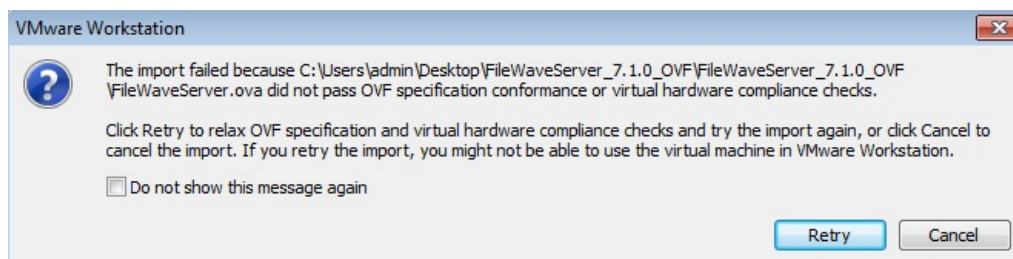 VMware Workstation
The import failed because C:\Users\admin\Desktop\FileWaveServer_7.1.0_OVF\FileWaveServer_7.1.0_OVF
\FileWaveServer.ova did not pass OVF specification conformance or virtual hardware compliance checks.
Click Retry to relax OVF specification and virtual hardware compliance checks and try the import again, or click Cancel to
cancel the import. If you retry the import, you might not be able to use the virtual machine in VMware Workstation.
Do not show this message again
Retry Cancel